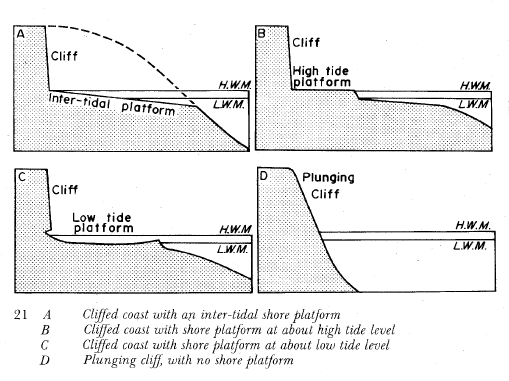 A
Cliff
H.W.M.
L.W.M.
Inter-tidal platform
B
Cliff
High tide
platform
H.W.M.
L.W.M.
C
Cliff
Low tide
platform
H.W.M.
L.W.M.
D
Plunging
Cliff
H.W.M.
L.W.M.
21 A Cliffed coast with an inter-tidal shore platform
B Cliffed coast with shore platform at about high tide level
C Cliffed coast with shore platform at about low tide level
D Plunging cliff, with no shore platform